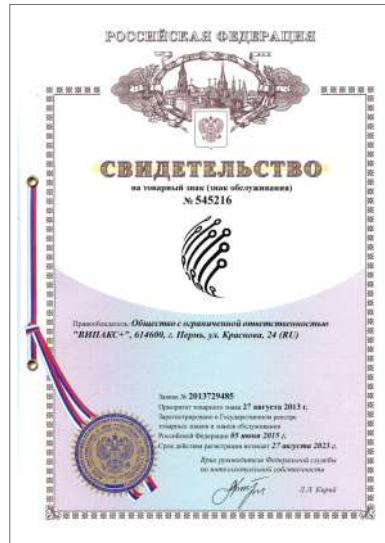 РОССИЙСКАЯ ФЕДЕРАЦИЯ
СВИДЕТЕЛЬСТВО
на товарный знак (знак обслуживания)
№ 545216
Правообладатель: Общество с ограниченной ответственностью
"ВИПАКС+", 614600, г. Пермь, ул. Краснова, 24 (RU)
Заявка № 2013729485
Приоритет товарного знака 27 августа 2013 г.
Зарегистрировано в Государственном реестре
товарных знаков и знаков обслуживания
Российской Федерации 05 июня 2015 г.
Срок действия регистрации истекает 27 августа 2023 г.
Врио руководителя Федеральной службы
по интеллектуальной собственности
Л.Л. Кирий